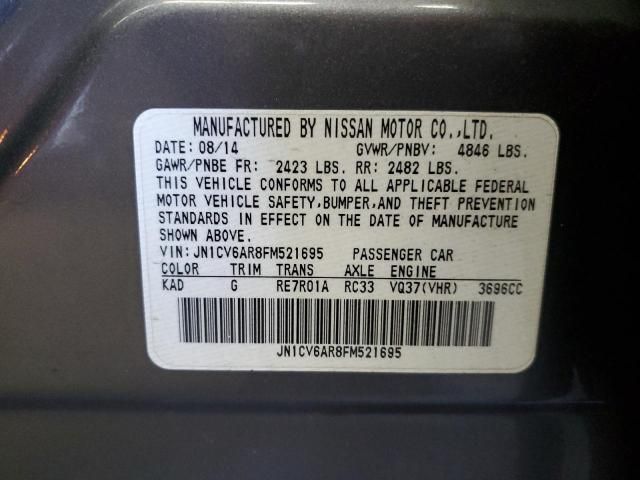 MANUFACTURED BY NISSAN MOTOR CO.,LTD.
DATE: 08/14 GVWR/PNBV: 4846 LBS.
GAWR/PNBE FR: 2423 LBS. RR: 2482 LBS.
THIS VEHICLE CONFORMS TO ALL APPLICABLE FEDERAL
MOTOR VEHICLE SAFETY,BUMPER,AND THEFT PREVENTION
STANDARDS IN EFFECT ON THE DATE OF MANUFACTURE
SHOWN ABOVE.
VIN: JN1CV6AR8FM521695 PASSENGER CAR
COLOR TRIM TRANS AXLE ENGINE
KAD G RE7R01A RC33 VQ37(VHR) 3696CC
JN1CV6AR8FM521695